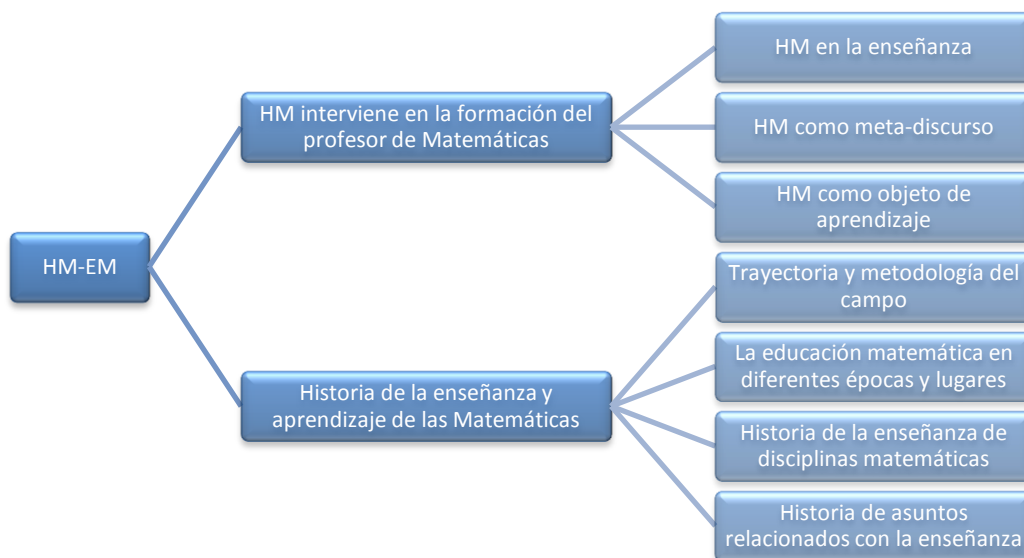 HM-EM
HM interviene en la formación del
profesor de Matemáticas
HM en la enseñanza
HM como meta-discurso
HM como objeto de
aprendizaje
Historia de la enseñanza y
aprendizaje de las Matemáticas
Trayectoria y metodología del
campo
La educación matemática en
diferentes épocas y lugares
Historia de la enseñanza de
disciplinas matemáticas
Historia de asuntos
relacionados con la enseñanza